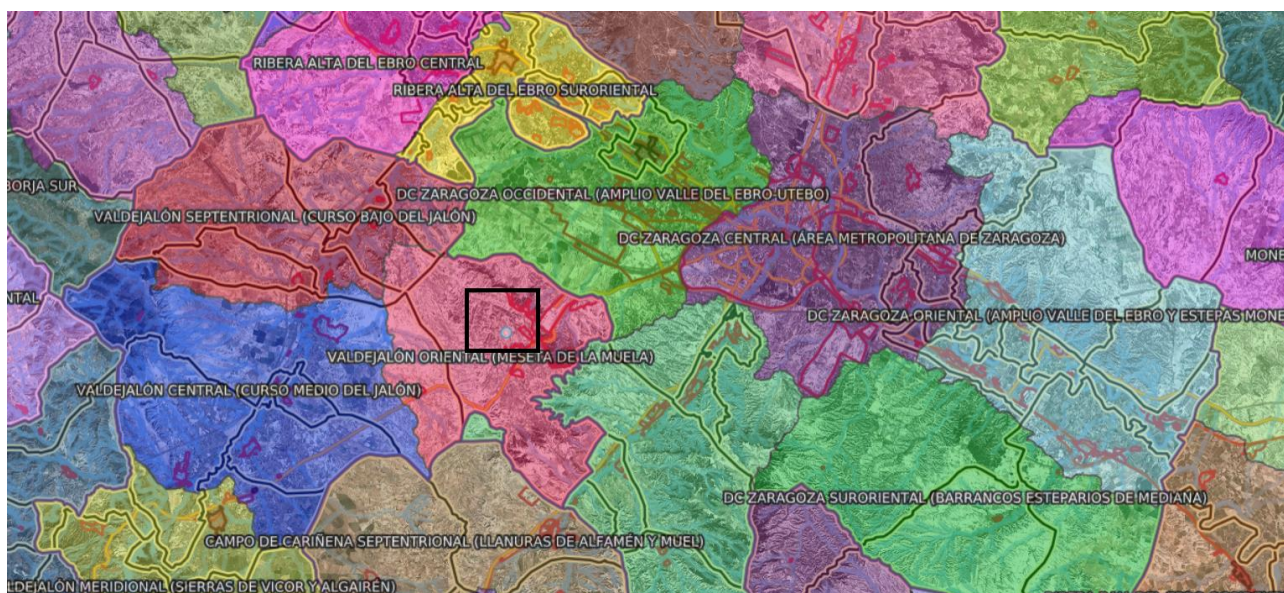 RIBERA ALTA DEL EBRO CENTRAL
RIBERA ALTA DEL EBRO SURORIENTAL
BORJA SUR
DC ZARAGOZA OCCIDENTAL (AMPLIO VALLE DEL EBRO-UTEBO)
VALDEJALÓN SEPTENTRIONAL (CURSO BAJO DEL JALÓN)
DC ZARAGOZA CENTRAL (ÁREA METROPOLITANA DE ZARAGOZA)
MONE
NTAL
DC ZARAGOZA ORIENTAL (AMPLIO VALLE DEL EBRO Y ESTEPAS MONE
VALDEJALÓN ORIENTAL (MESETA DE LA MUELA)
VALDEJALÓN CENTRAL (CURSO MEDIO DEL JALÓN)
DC ZARAGOZA SURORIENTAL (BARRANCOS ESTEPARIOS DE MEDIANA)
CAMPO DE CARIÑENA SEPTENTRIONAL (LLANURAS DE ALFAMÉN Y MUEL)
LDEJALÓN MERIDIONAL (SIERRAS DE VICOR Y ALGAIRÉN)